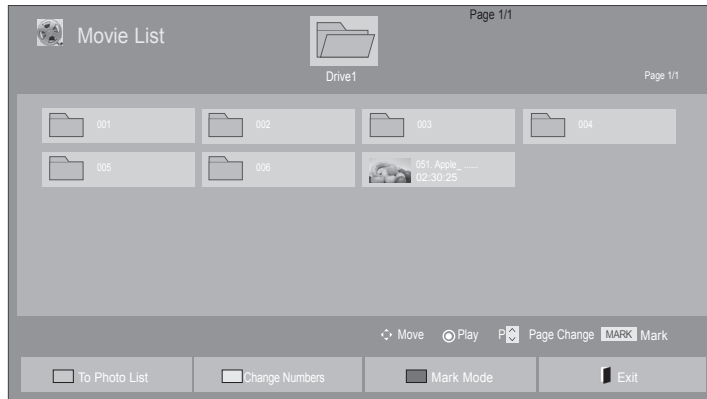 Page 1/1
Movie List
Drive1
Page 1/1
001
002
003
004
005
006
051. Apple_ ......
02:30:25
Move
Play
P
Page Change
MARK
Mark
To Photo List
Change Numbers
Mark Mode
Exit